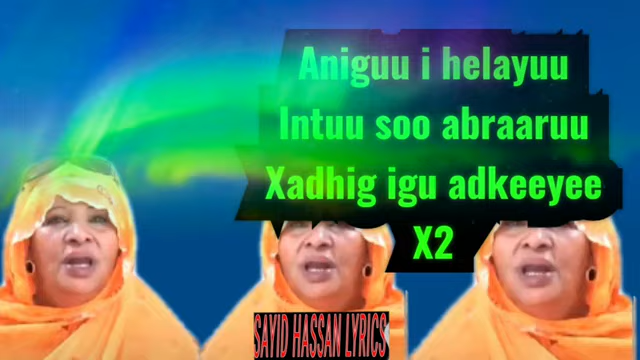 Aniguu i helayuu
Intuu soo abraaruu
Xadhig igu adkeeyee
X2
SAYID HASSAN LYRICS